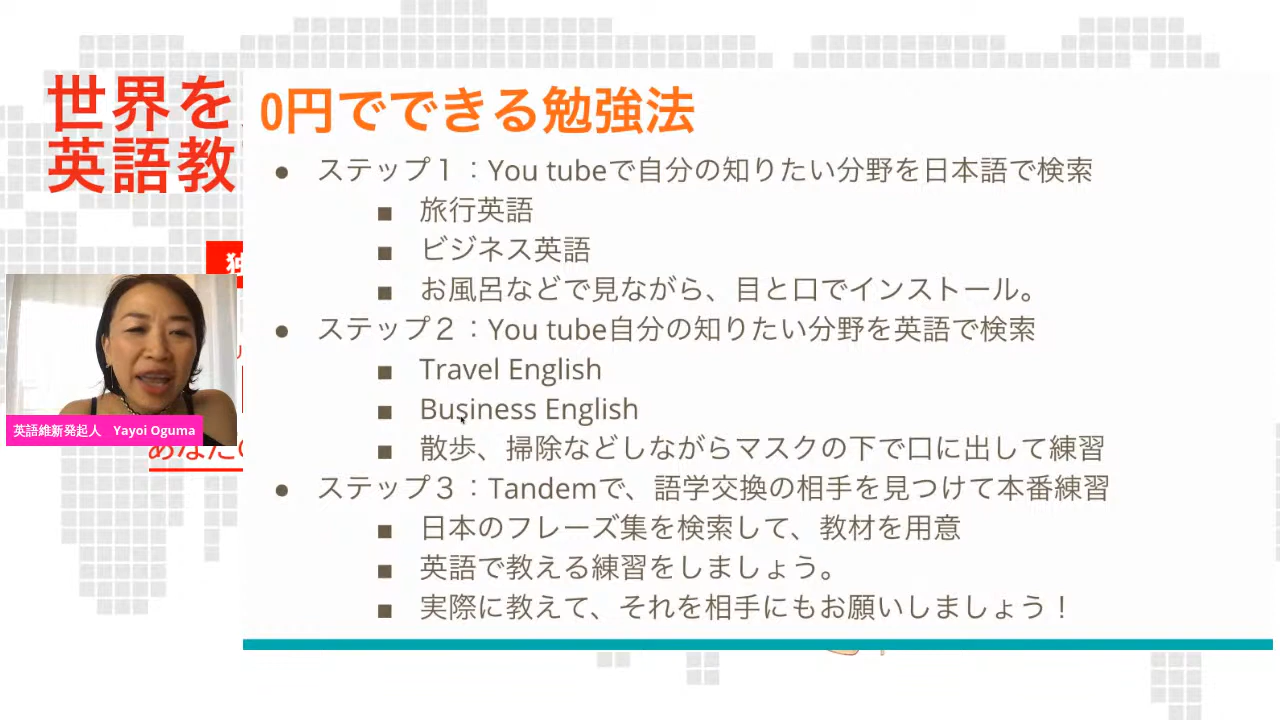 世界を
英語教
0円でできる勉強法
● ステップ１：You tubeで自分の知りたい分野を日本語で検索
■ 旅行英語
■ ビジネス英語
■ お風呂などで見ながら、目と口でインストール。
● ステップ２：You tube自分の知りたい分野を英語で検索
■ Travel English
■ Business English
■ 散歩、掃除などしながらマスクの下で口に出して練習
● ステップ３：Tandemで、語学交換の相手を見つけて本番練習
■ 日本のフレーズ集を検索して、教材を用意
■ 英語で教える練習をしましょう。
■ 実際に教えて、それを相手にもお願いしましょう！
英語維新発起人 Yayoi Oguma
あなた